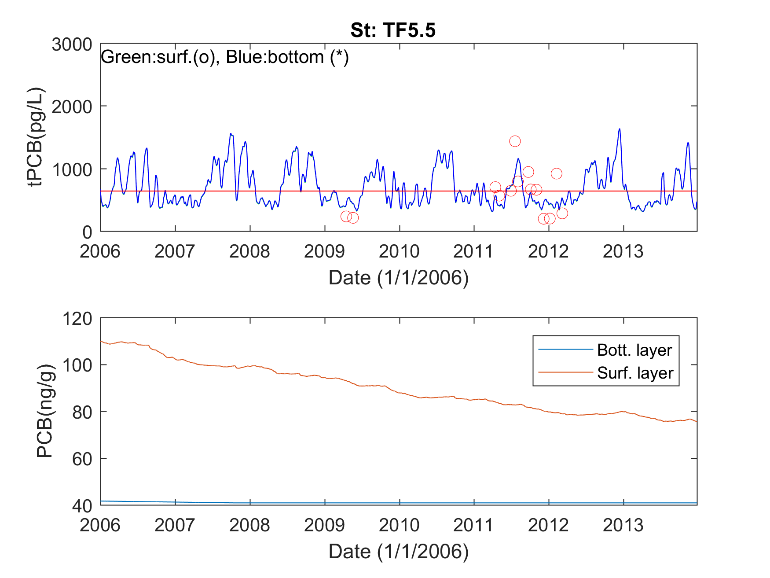 St: TF5.5
3000
Green:surf.(o), Blue:bottom (*)
2000
tPCB(pg/L)
1000
0
2006 2007 2008 2009 2010 2011 2012 2013
Date (1/1/2006)
120
Bott. layer
100
Surf. layer
80
PCB(ng/g)
60
40
2006 2007 2008 2009 2010 2011 2012 2013
Date (1/1/2006)